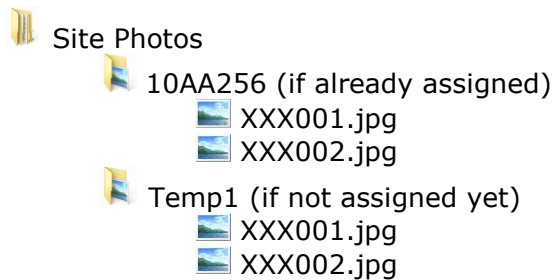 Site Photos
10AA256 (if already assigned)
XXX001.jpg
XXX002.jpg
Temp1 (if not assigned yet)
XXX001.jpg
XXX002.jpg